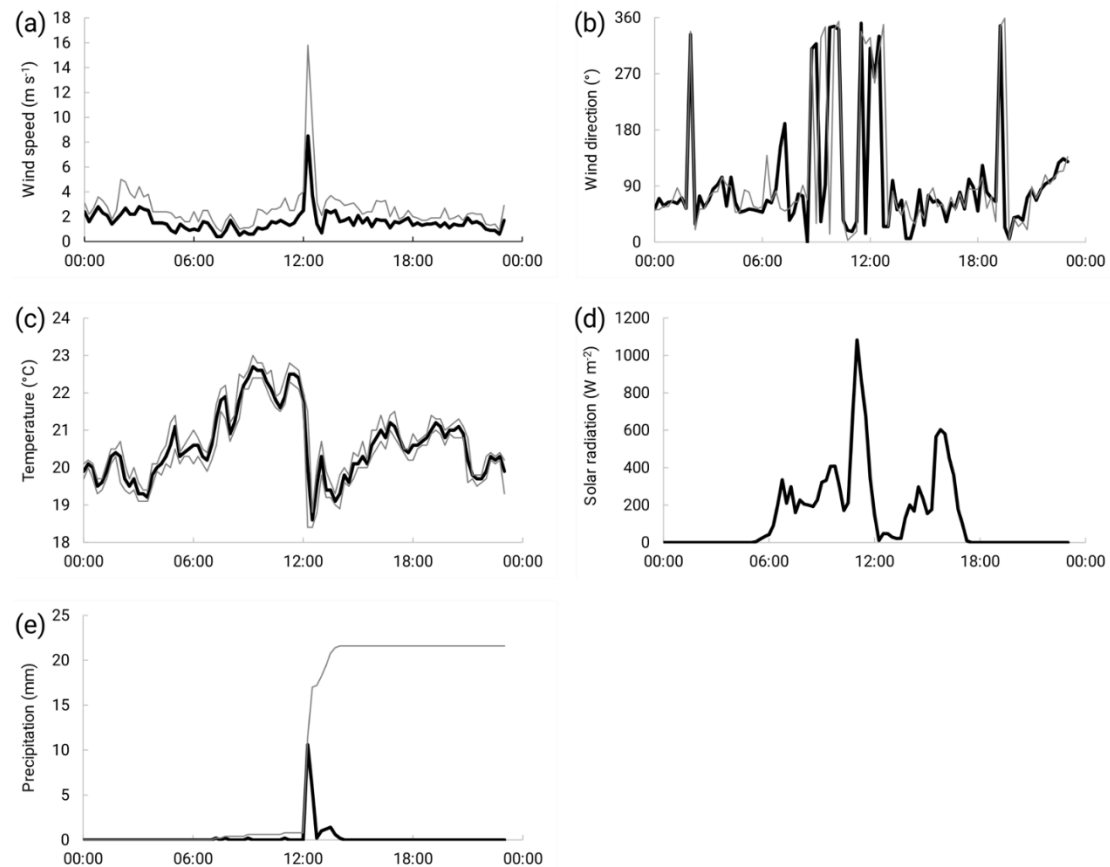 (a)
Wind speed (m s⁻¹)
18
16
14
12
10
8
6
4
2
0
00:00 06:00 12:00 18:00 00:00
(b)
Wind direction (°)
360
270
180
90
0
00:00 06:00 12:00 18:00 00:00
(c)
Temperature (°C)
24
23
22
21
20
19
18
00:00 06:00 12:00 18:00 00:00
(d)
Solar radiation (W m⁻²)
1200
1000
800
600
400
200
0
00:00 06:00 12:00 18:00 00:00
(e)
Precipitation (mm)
25
20
15
10
5
0
00:00 06:00 12:00 18:00 00:00